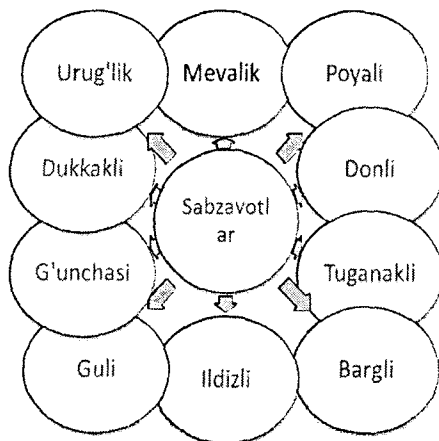 Urug'lik Mevalik Poyali
Dukkakli Donli
Sabzavotl
ar
G'unchasi Tuganakli
Guli Ildizli Bargli